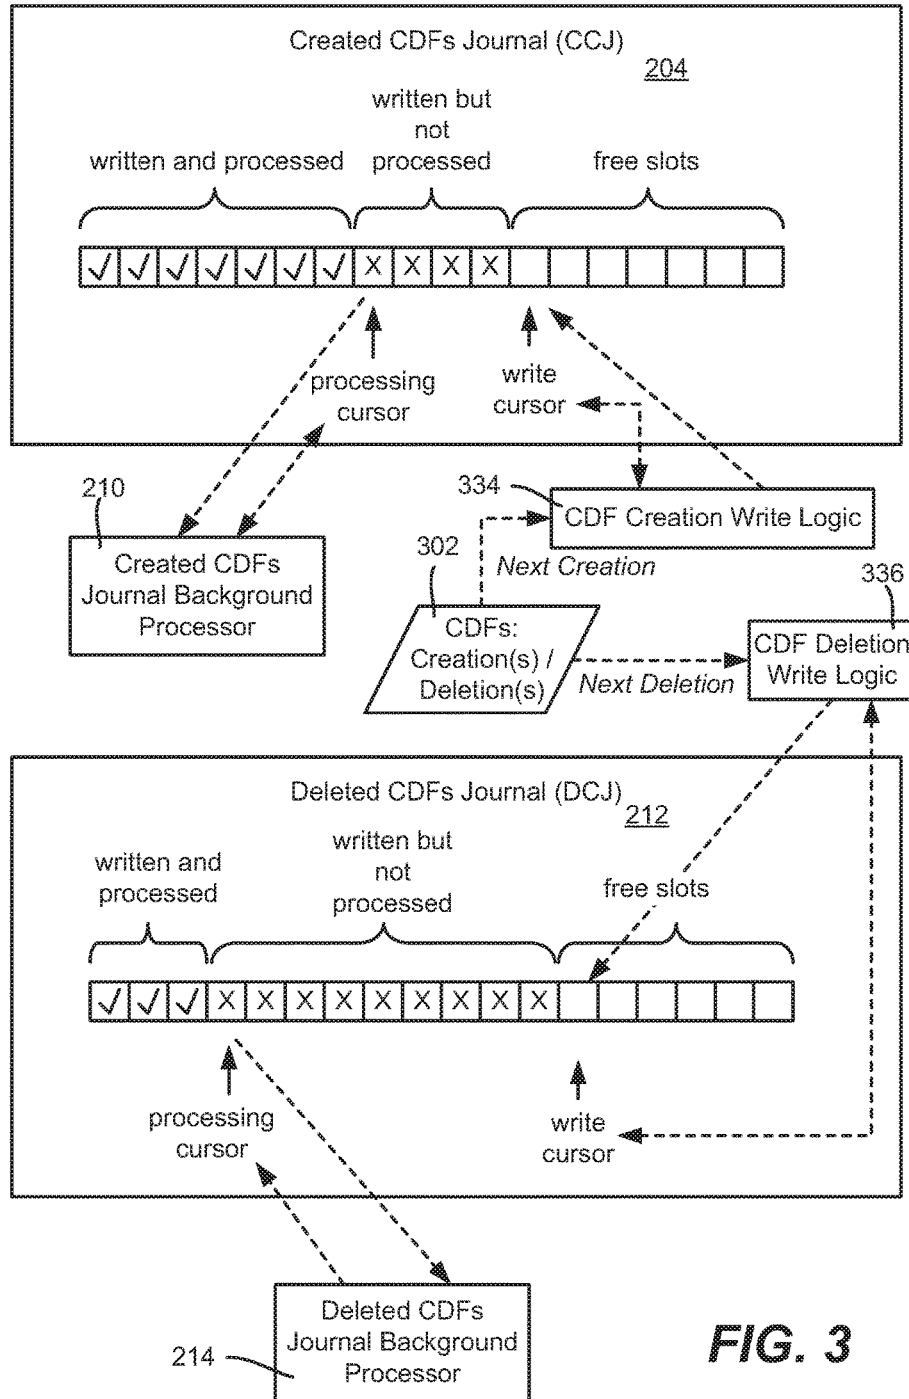 Created CDFs Journal (CCJ)
204
written but
not
processed
written and processed
free slots
X X X X
processing
cursor
write
cursor
210
334
CDF Creation Write Logic
Created CDFs
Journal Background
Processor
302
Next Creation
336
CDFs:
Creation(s) /
Deletion(s)
Next Deletion
CDF Deletion
Write Logic
Deleted CDFs Journal (DCJ)
212
written and
processed
written but
not
processed
free slots
X X X X X X X X X
processing
cursor
write
cursor
Deleted CDFs
Journal Background
Processor
214
FIG. 3